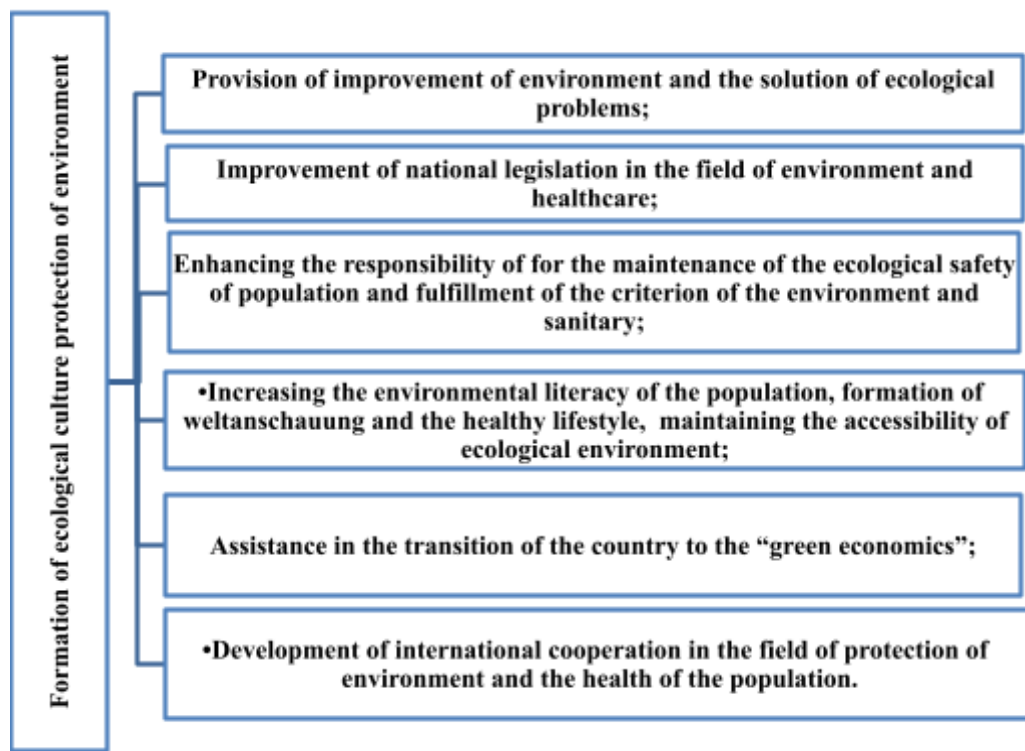 Formation of ecological culture protection of environment
Provision of improvement of environment and the solution of ecological
problems;
Improvement of national legislation in the field of environment and
healthcare;
Enhancing the responsibility of for the maintenance of the ecological safety
of population and fulfillment of the criterion of the environment and
sanitary;
•Increasing the environmental literacy of the population, formation of
weltanschauung and the healthy lifestyle, maintaining the accessibility of
ecological environment;
Assistance in the transition of the country to the “green economics”;
•Development of international cooperation in the field of protection of
environment and the health of the population.